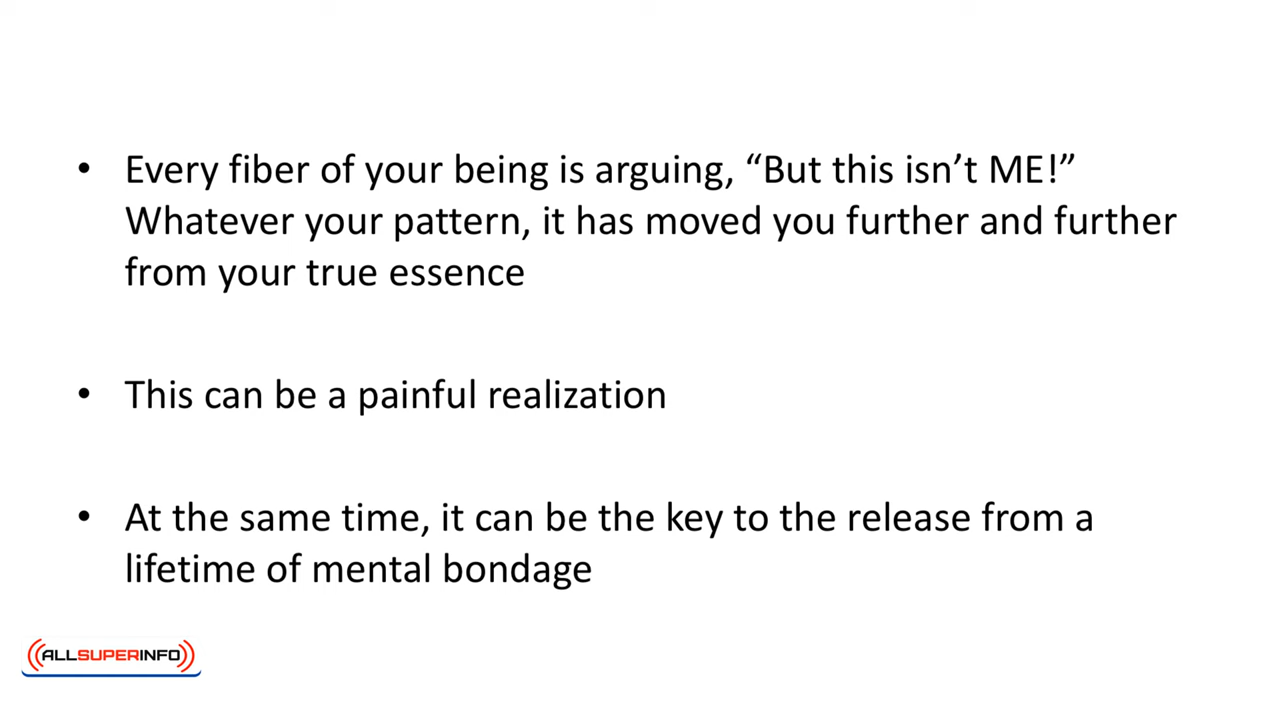 • Every fiber of your being is arguing, “But this isn’t ME!”
Whatever your pattern, it has moved you further and further
from your true essence
• This can be a painful realization
• At the same time, it can be the key to the release from a
lifetime of mental bondage
((ALLSUPERINFO))